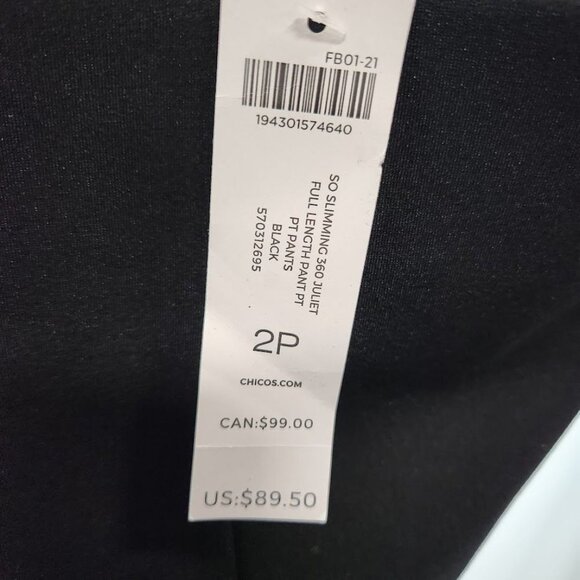 FB01-21
194301574640
SO SLIMMING 360 JULIET
FULL LENGTH PANT PT
PT PANTS
BLACK
570312695
2P
CHICOS.COM
CAN:$99.00
US:$89.50